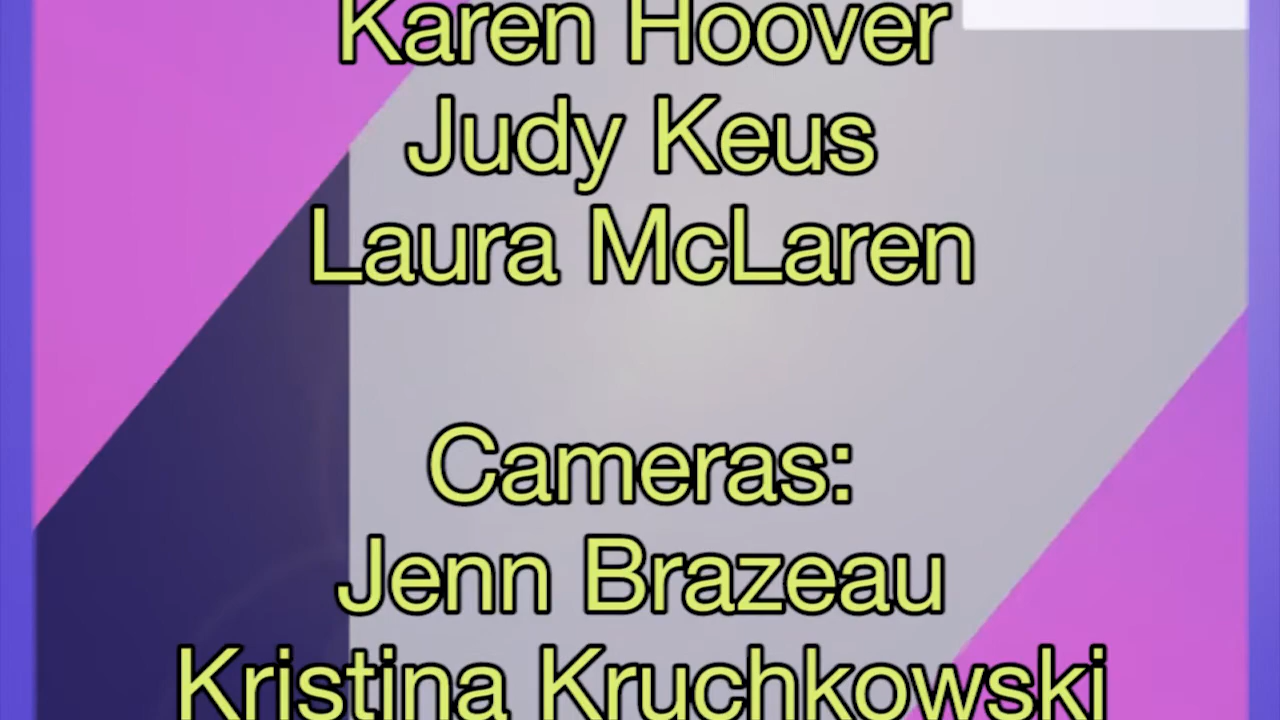 Karen Hoover
Judy Keus
Laura McLaren
Cameras:
Jenn Brazeau
Kristina Kruchkowski